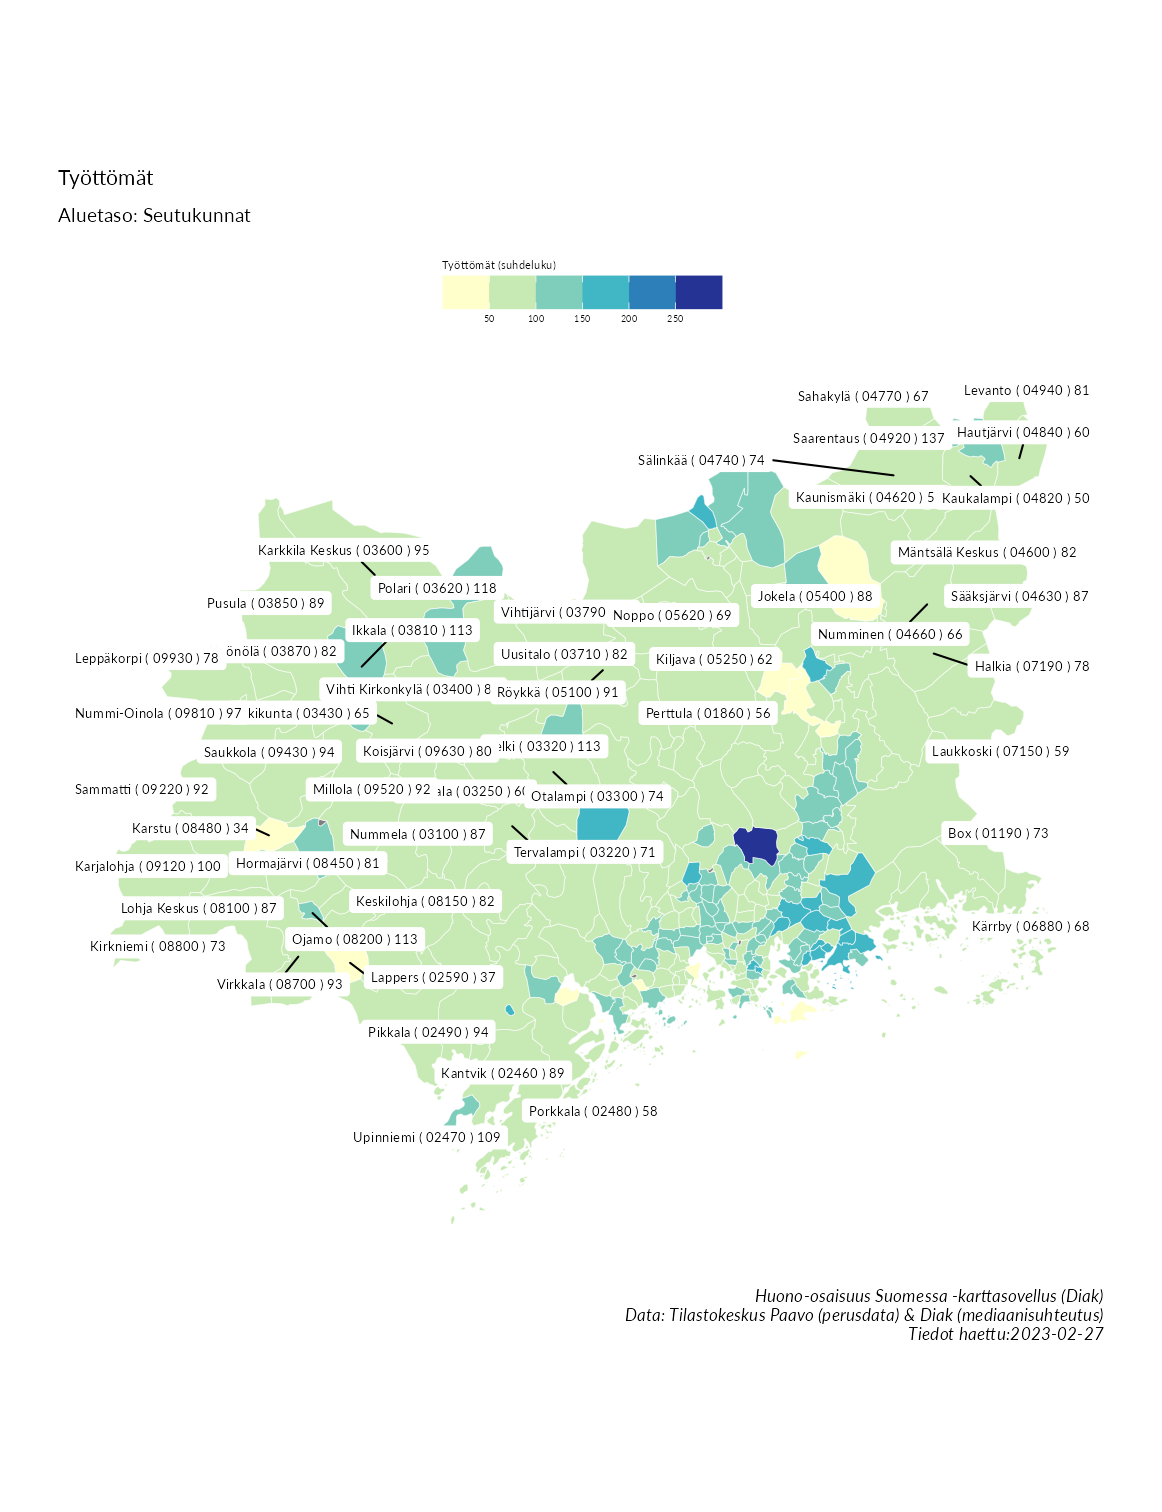 Työttömät
Aluetaso: Seutukunnat
Työttömät (suhdeluku)
50 100 150 200 250
Levanto ( 04940 ) 81
Sahakylä ( 04770 ) 67
Hautjärvi ( 04840 ) 60
Saarentaus ( 04920 ) 137
Sälinkää ( 04740 ) 74
Kaunismäki ( 04620 ) 5
Kaukalampi ( 04820 ) 50
Karkkila Keskus ( 03600 ) 95
Mäntsälä Keskus ( 04600 ) 82
Polari ( 03620 ) 118
Jokela ( 05400 ) 88
Sääksjärvi ( 04630 ) 87
Pusula ( 03850 ) 89
Vihtijärvi ( 03790
Noppo ( 05620 ) 69
Ikkala ( 03810 ) 113
Numminen ( 04660 ) 66
önölä ( 03870 ) 82
Uusitalo ( 03710 ) 82
Leppäkorpi ( 09930 ) 78
Kiljava ( 05250 ) 62
Halkia ( 07190 ) 78
Vihti Kirkonkylä ( 03400 ) 8
Röykkä ( 05100 ) 91
Nummi-Oinola ( 09810 ) 97
kikunta ( 03430 ) 65
Perttula ( 01860 ) 56
Saukkola ( 09430 ) 94
Koisjärvi ( 09630 ) 80
elki ( 03320 ) 113
Laukkoski ( 07150 ) 59
Sammatti ( 09220 ) 92
Millola ( 09520 ) 92
ala ( 03250 ) 60
Otalampi ( 03300 ) 74
Karstu ( 08480 ) 34
Nummela ( 03100 ) 87
Box ( 01190 ) 73
Tervalampi ( 03220 ) 71
Karjalohja ( 09120 ) 100
Hormajärvi ( 08450 ) 81
Lohja Keskus ( 08100 ) 87
Keskilohja ( 08150 ) 82
Kärrby ( 06880 ) 68
Ojamo ( 08200 ) 113
Kirkniemi ( 08800 ) 73
Lappers ( 02590 ) 37
Virkkala ( 08700 ) 93
Pikkala ( 02490 ) 94
Kantvik ( 02460 ) 89
Porkkala ( 02480 ) 58
Upinniemi ( 02470 ) 109
Huono-osaisuus Suomessa -karttasovellus (Diak)
Data: Tilastokeskus Paavo (perusdata) & Diak (mediaanisuhteutus)
Tiedot haettu:2023-02-27